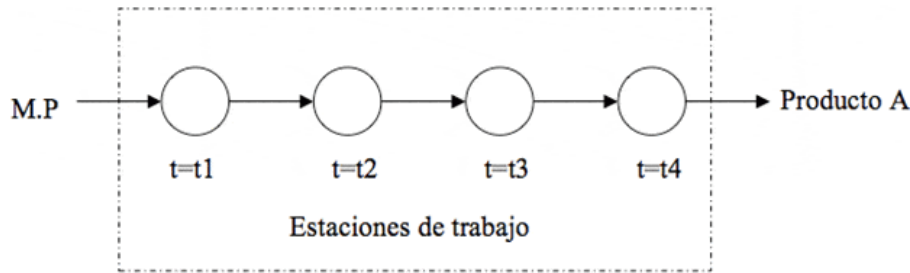 M.P
Producto A
t=t1
t=t2
t=t3
t=t4
Estaciones de trabajo